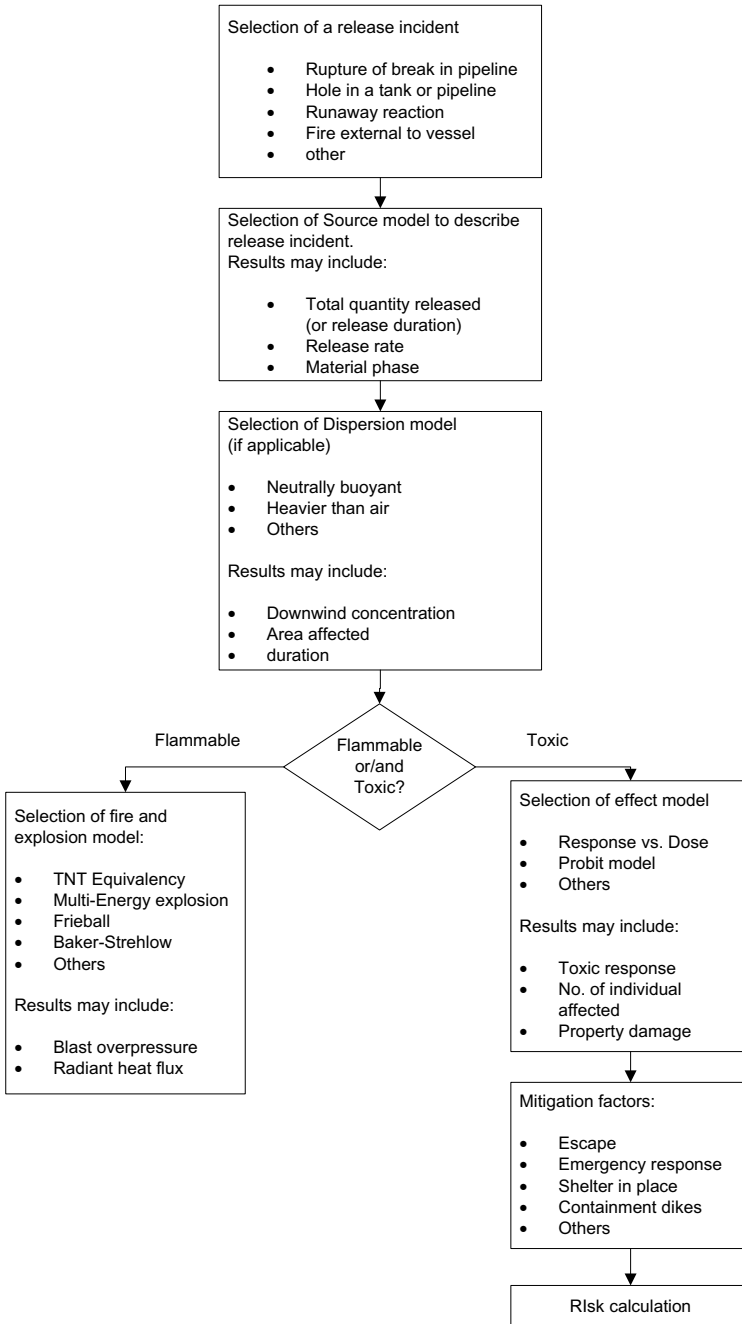 Selection of a release incident
• Rupture of break in pipeline
• Hole in a tank or pipeline
• Runaway reaction
• Fire external to vessel
• other
Selection of Source model to describe
release incident.
Results may include:
• Total quantity released
(or release duration)
• Release rate
• Material phase
Selection of Dispersion model
(if applicable)
• Neutrally buoyant
• Heavier than air
• Others
Results may include:
• Downwind concentration
• Area affected
• duration
Flammable
or/and
Toxic?
Flammable
Selection of fire and
explosion model:
• TNT Equivalency
• Multi-Energy explosion
• Frieball
• Baker-Strehlow
• Others
Results may include:
• Blast overpressure
• Radiant heat flux
Toxic
Selection of effect model
• Response vs. Dose
• Probit model
• Others
Results may include:
• Toxic response
• No. of individual
affected
• Property damage
Mitigation factors:
• Escape
• Emergency response
• Shelter in place
• Containment dikes
• Others
RIsk calculation